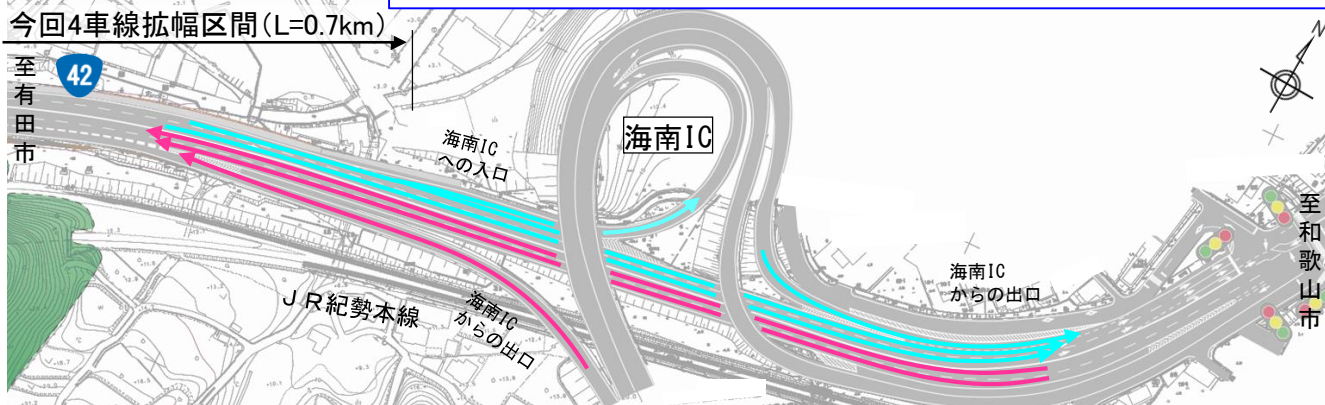 今回4車線拡幅区間(L=0.7km)
至有田市
42
海南IC
への入口
海南IC
N
至和歌山市
海南IC
からの出口
JR紀勢本線
海南IC
からの出口